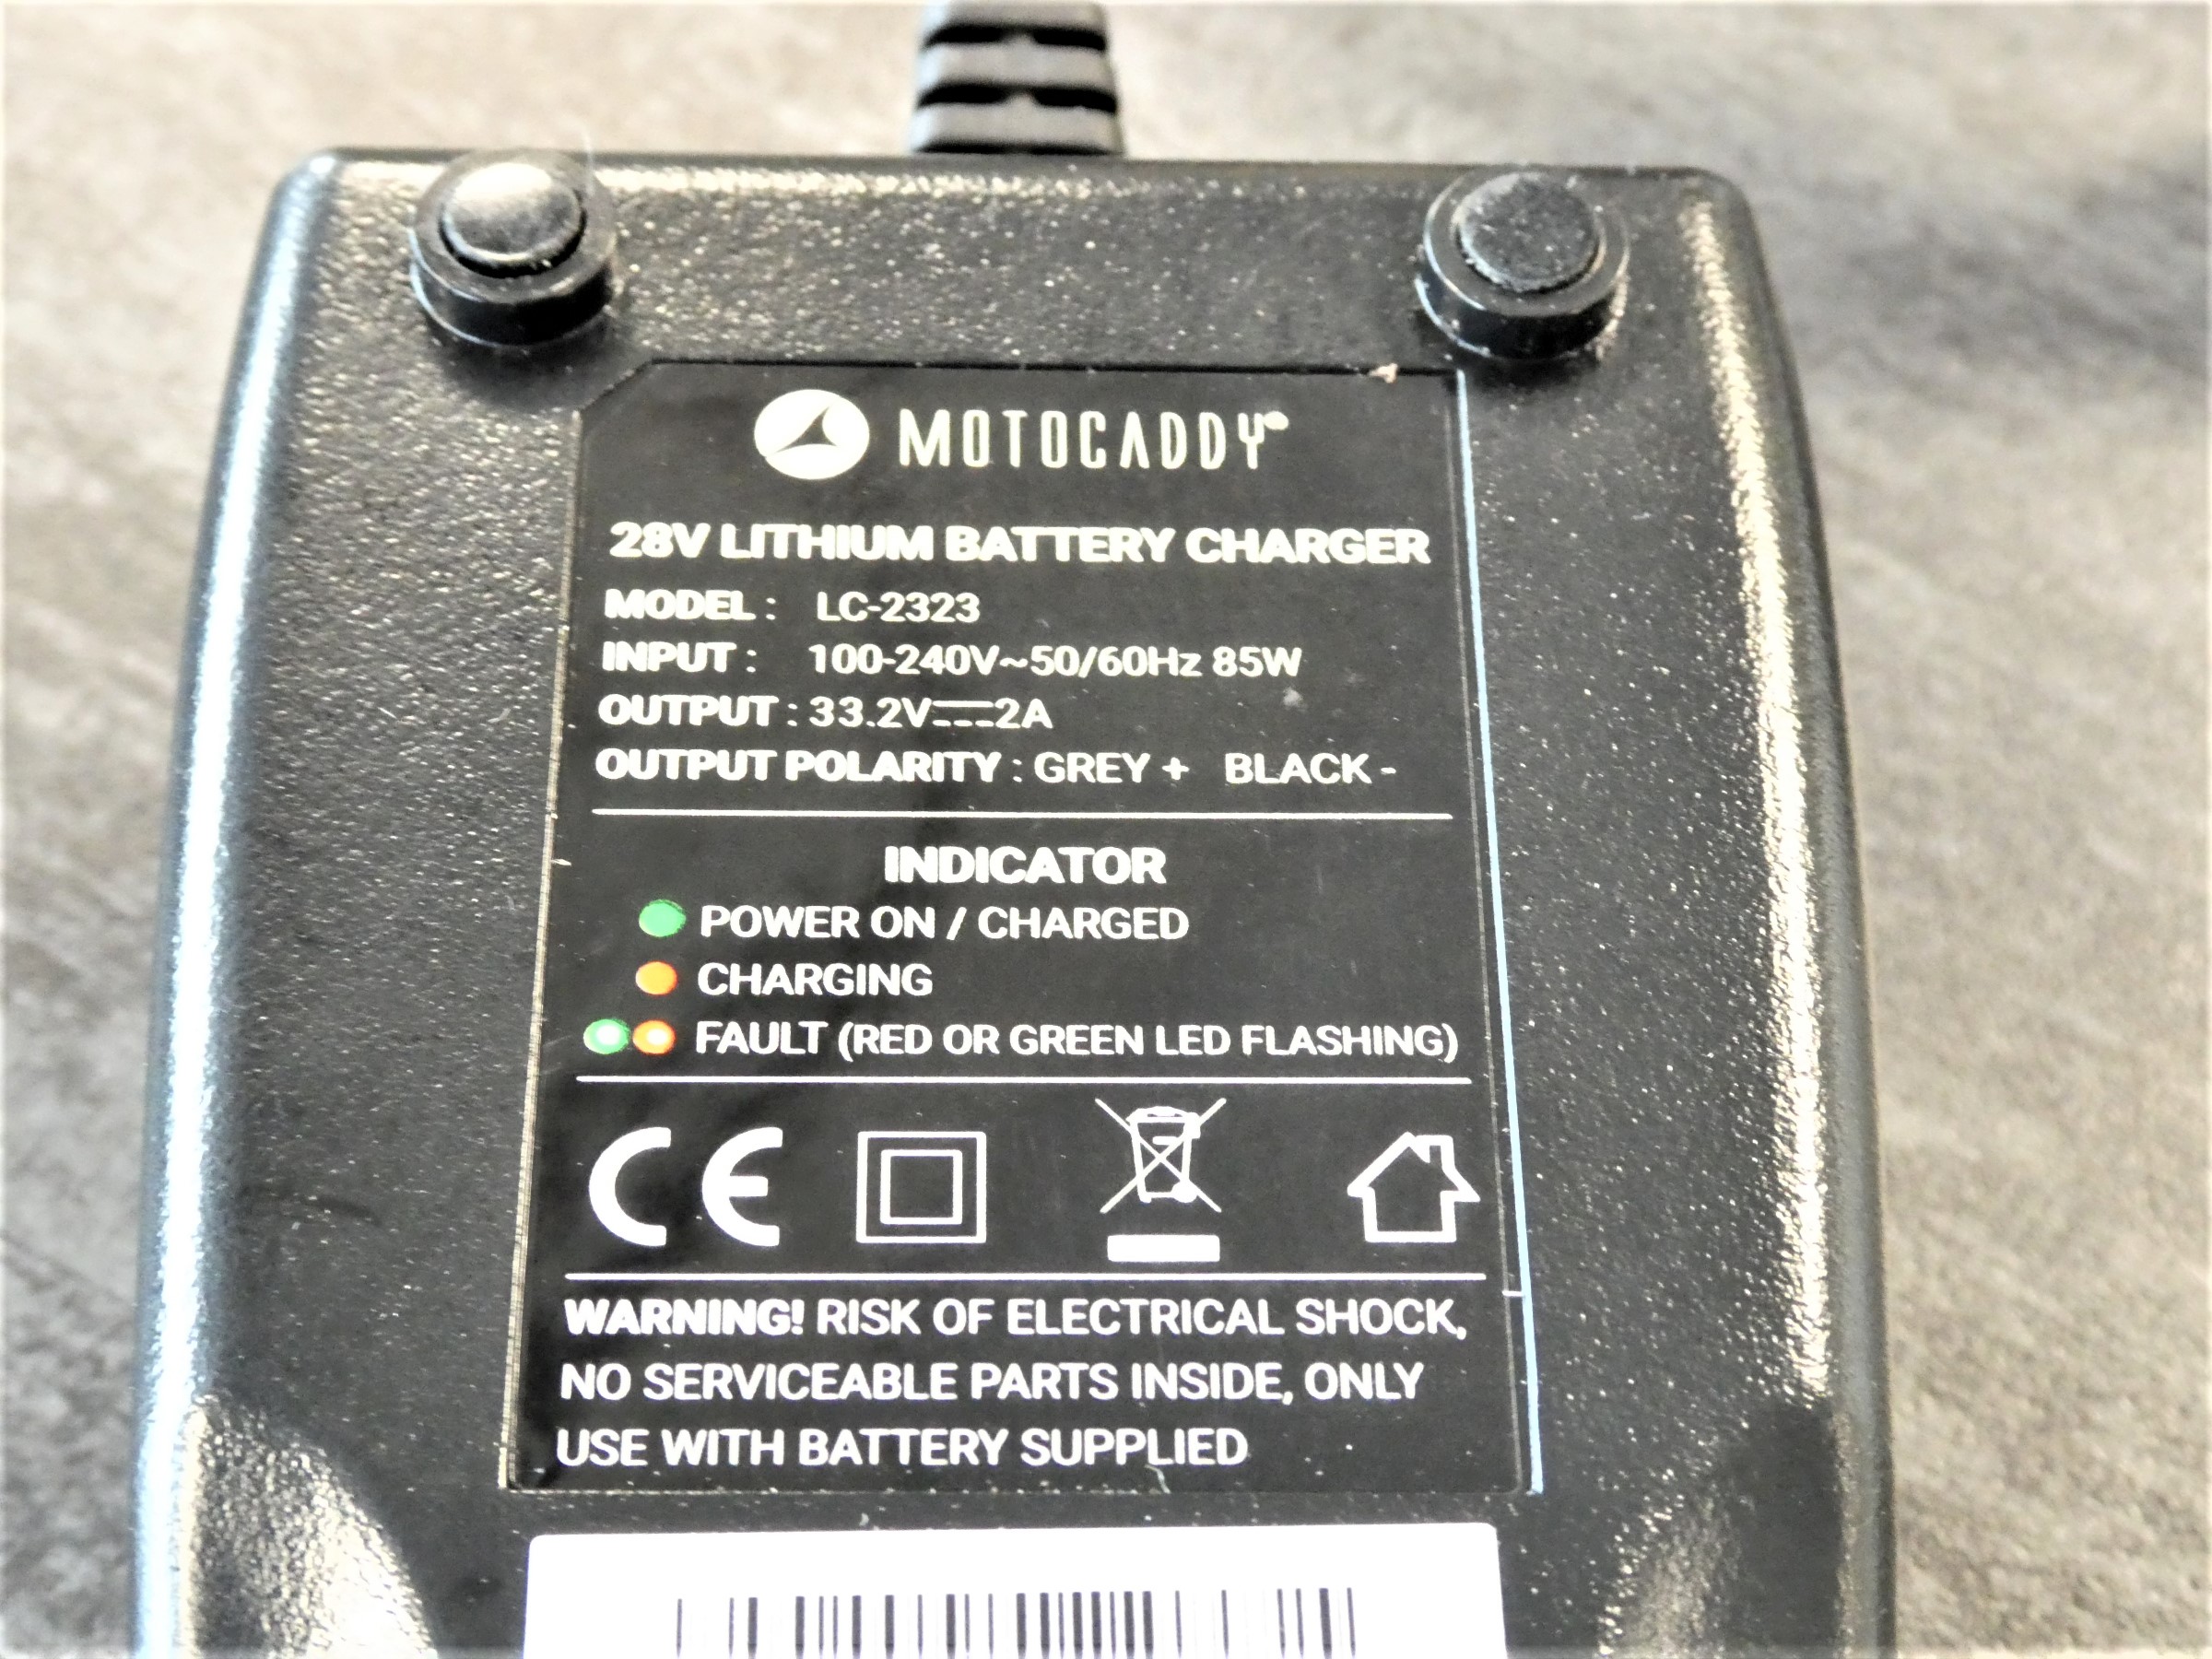 MOTOCADDY
28V LITHIUM BATTERY CHARGER
MODEL : LC-2323
INPUT : 100-240V~50/60Hz 85W
OUTPUT : 33.2V⎓2A
OUTPUT POLARITY : GREY + BLACK -
INDICATOR
POWER ON / CHARGED
CHARGING
FAULT (RED OR GREEN LED FLASHING)
CE
WARNING! RISK OF ELECTRICAL SHOCK,
NO SERVICEABLE PARTS INSIDE, ONLY
USE WITH BATTERY SUPPLIED